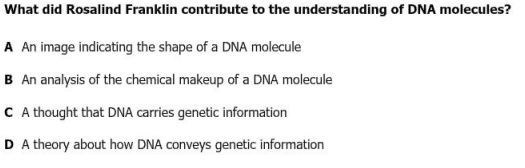 What did Rosalind Franklin contribute to the understanding of DNA molecules?
A An image indicating the shape of a DNA molecule
B An analysis of the chemical makeup of a DNA molecule
C A thought that DNA carries genetic information
D A theory about how DNA conveys genetic information